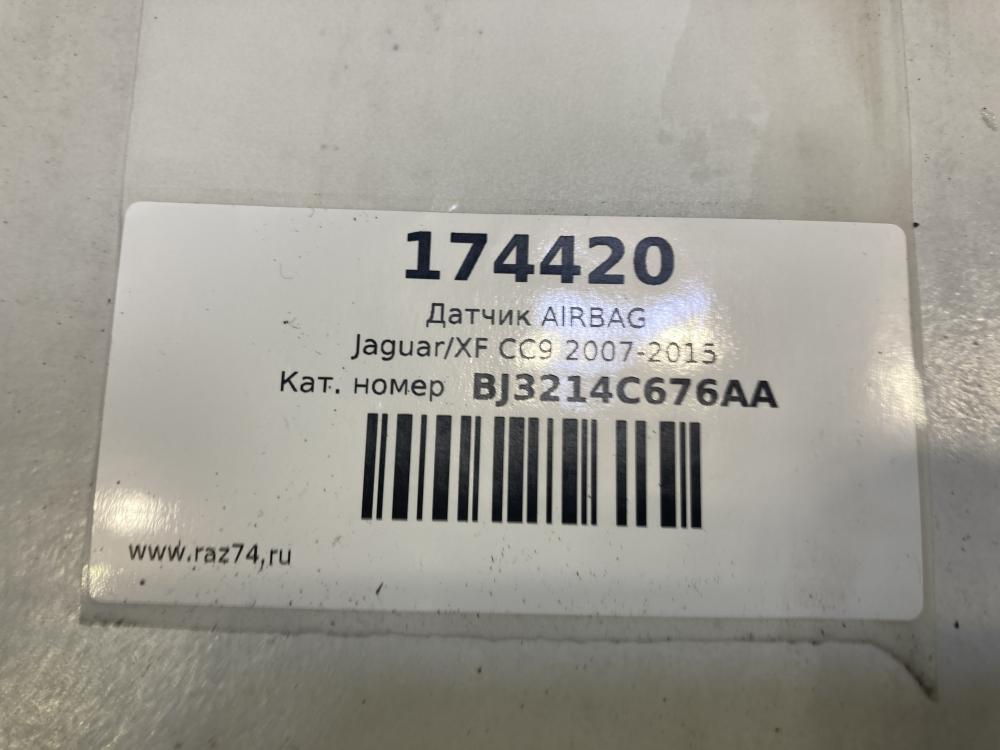 174420
Датчик AIRBAG
Jaguar/XF CC9 2007-2015
Кат. номер BJ3214C676AA
www.raz74.ru